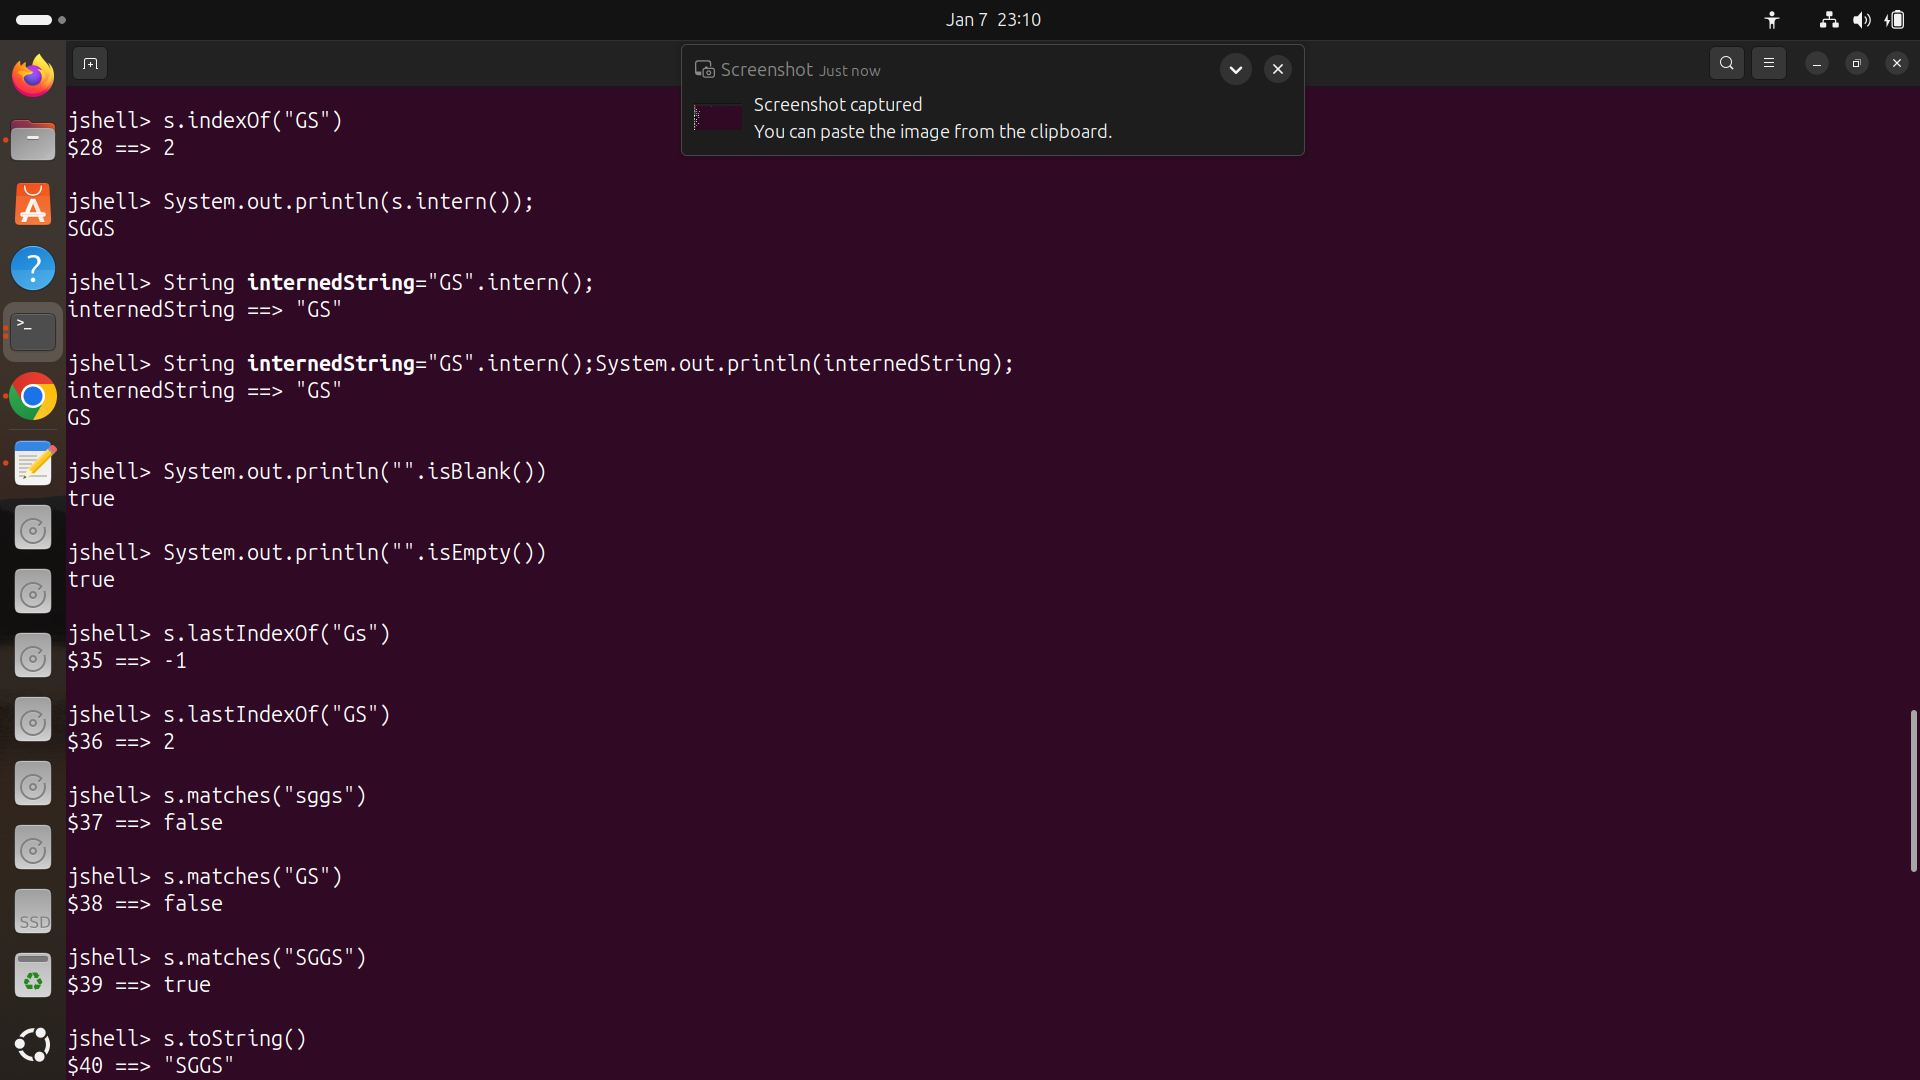 Jan 7 23:10
Screenshot Just now
Screenshot captured
You can paste the image from the clipboard.
jshell> s.indexOf("GS")
$28 ==> 2
jshell> System.out.println(s.intern());
SGGS
jshell> String internedString="GS".intern();
internedString ==> "GS"
jshell> String internedString="GS".intern();System.out.println(internedString);
internedString ==> "GS"
GS
jshell> System.out.println("".isBlank())
true
jshell> System.out.println("".isEmpty())
true
jshell> s.lastIndexOf("Gs")
$35 ==> -1
jshell> s.lastIndexOf("GS")
$36 ==> 2
jshell> s.matches("sggs")
$37 ==> false
jshell> s.matches("GS")
$38 ==> false
jshell> s.matches("SGGS")
$39 ==> true
jshell> s.toString()
$40 ==> "SGGS"
SSD